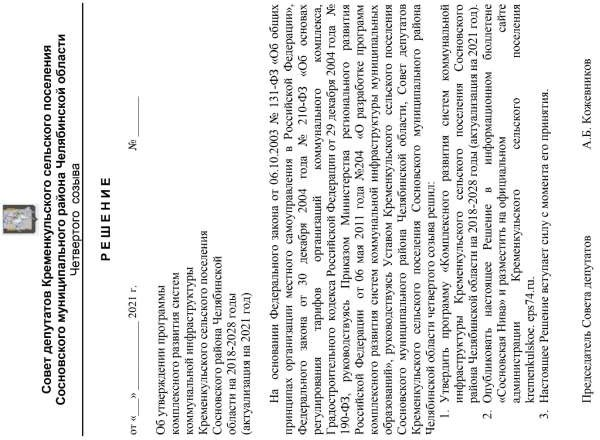 Совет депутатов Кременкульского сельского поселения
Сосновского муниципального района Челябинской области
Четвертого созыва
Р Е Ш Е Н И Е
от «__» ________ 2021 г. №______
Об утверждении программы
комплексного развития систем
коммунальной инфраструктуры
Кременкульского сельского поселения
Сосновского района Челябинской
области на 2018-2028 годы
(актуализация на 2021 год)
На основании Федерального закона от 06.10.2003 № 131-ФЗ «Об общих
принципах организации местного самоуправления в Российской Федерации»,
Федерального закона от 30 декабря 2004 года № 210-ФЗ «Об основах
регулирования тарифов организаций коммунального комплекса,
Градостроительного кодекса Российской Федерации от 29 декабря 2004 года №
190-ФЗ, руководствуясь Приказом Министерства регионального развития
Российской Федерации от 06 мая 2011 года №204 «О разработке программ
комплексного развития систем коммунальной инфраструктуры муниципальных
образований», руководствуясь Уставом Кременкульского сельского поселения
Сосновского муниципального района Челябинской области, Совет депутатов
Кременкульского сельского поселения Сосновского муниципального района
Челябинской области четвертого созыва решил:
1. Утвердить программу «Комплексного развития систем коммунальной
инфраструктуры Кременкульского сельского поселения Сосновского
района Челябинской области на 2018-2028 годы (актуализация на 2021 год).
2. Опубликовать настоящее Решение в информационном бюллетене
«Сосновская Нива» и разместить на официальном сайте
администрации Кременкульского сельского поселения
kremenkulskoe.eps74.ru.
3. Настоящее Решение вступает силу с момента его принятия.
Председатель Совета депутатов А.Б. Кожевников